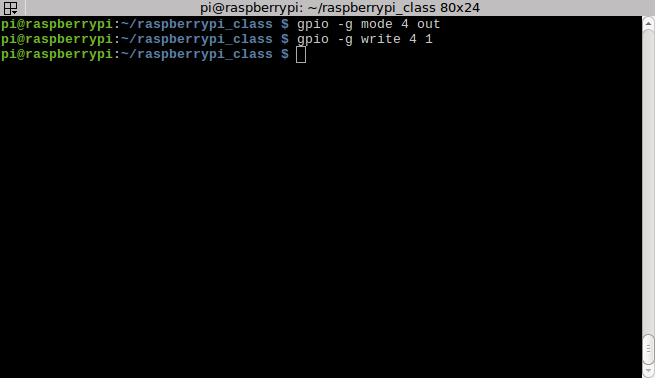 pi@raspberrypi: ~/raspberrypi_class 80x24
pi@raspberrypi:~/raspberrypi_class $ gpio -g mode 4 out
pi@raspberrypi:~/raspberrypi_class $ gpio -g write 4 1
pi@raspberrypi:~/raspberrypi_class $